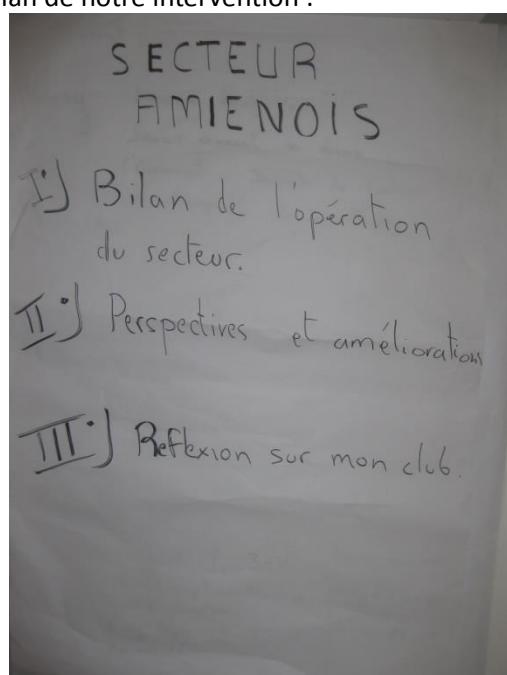 lan de notre intervention :
SECTEUR
AMIENOIS
I°) Bilan de l'opération
du secteur.
II°) Perspectives et améliorations
III°) Reflexion sur mon club.